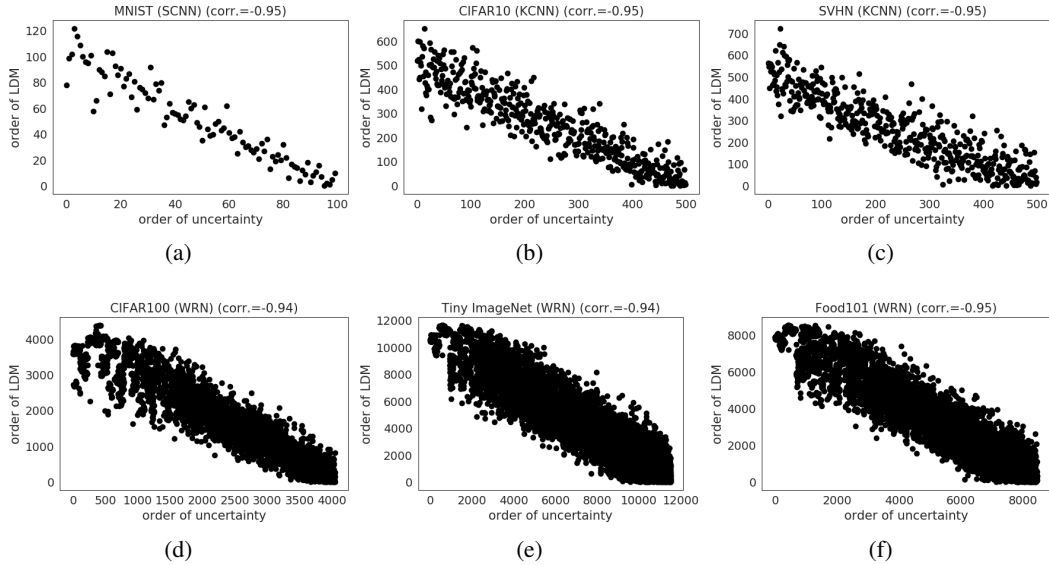 MNIST (SCNN) (corr.=-0.95)
CIFAR10 (KCNN) (corr.=-0.95)
SVHN (KCNN) (corr.=-0.95)
order of LDM
120
100
80
60
40
20
0
0 20 40 60 80 100
order of uncertainty
order of LDM
600
500
400
300
200
100
0
0 100 200 300 400 500
order of uncertainty
order of LDM
700
600
500
400
300
200
100
0
0 100 200 300 400 500
order of uncertainty
(a)
(b)
(c)
CIFAR100 (WRN) (corr.=-0.94)
Tiny ImageNet (WRN) (corr.=-0.94)
Food101 (WRN) (corr.=-0.95)
order of LDM
4000
3000
2000
1000
0
0 500 1000 1500 2000 2500 3000 3500 4000
order of uncertainty
order of LDM
12000
10000
8000
6000
4000
2000
0
0 2000 4000 6000 8000 10000 12000
order of uncertainty
order of LDM
8000
6000
4000
2000
0
0 2000 4000 6000 8000
order of uncertainty
(d)
(e)
(f)